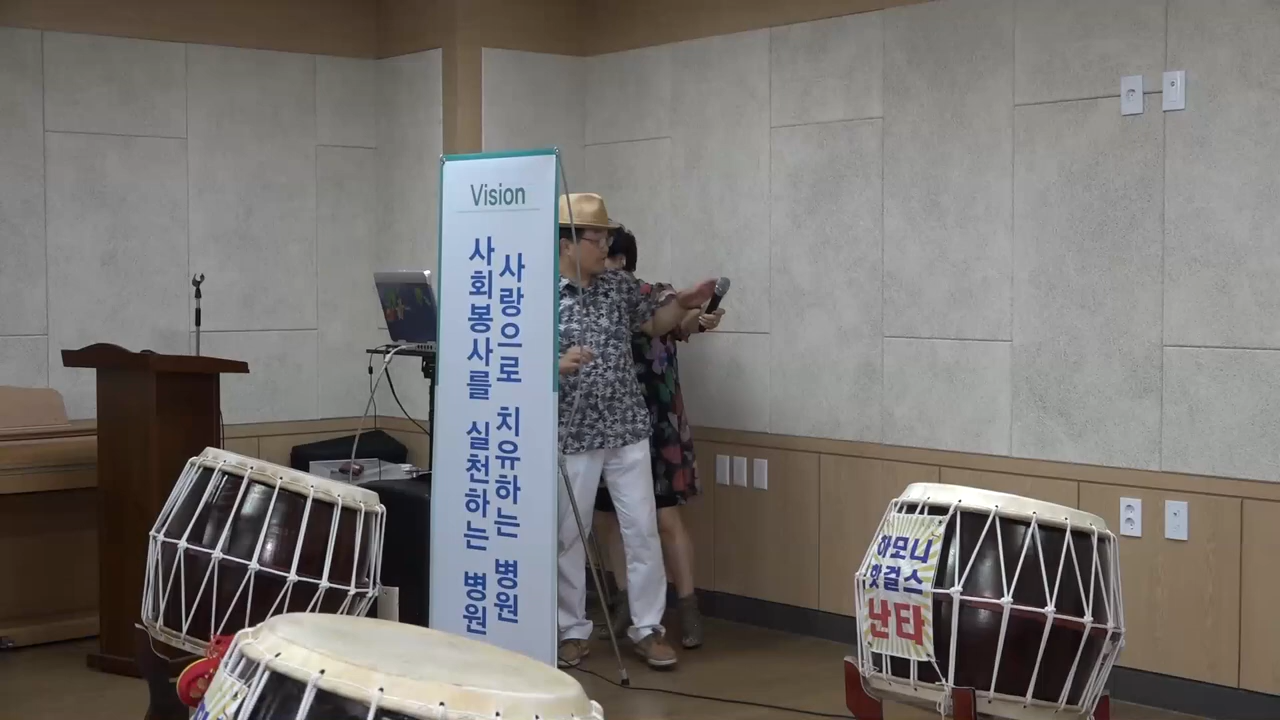 Vision
사랑으로 치유하는 병원
사회봉사를 실천하는 병원
하모니
핫걸스
난타